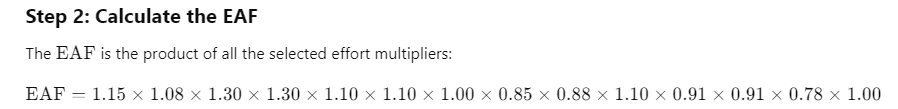 Step 2: Calculate the EAF
The EAF is the product of all the selected effort multipliers:
EAF = 1.15 × 1.08 × 1.30 × 1.30 × 1.10 × 1.10 × 1.00 × 0.85 × 0.88 × 1.10 × 0.91 × 0.91 × 0.78 × 1.00